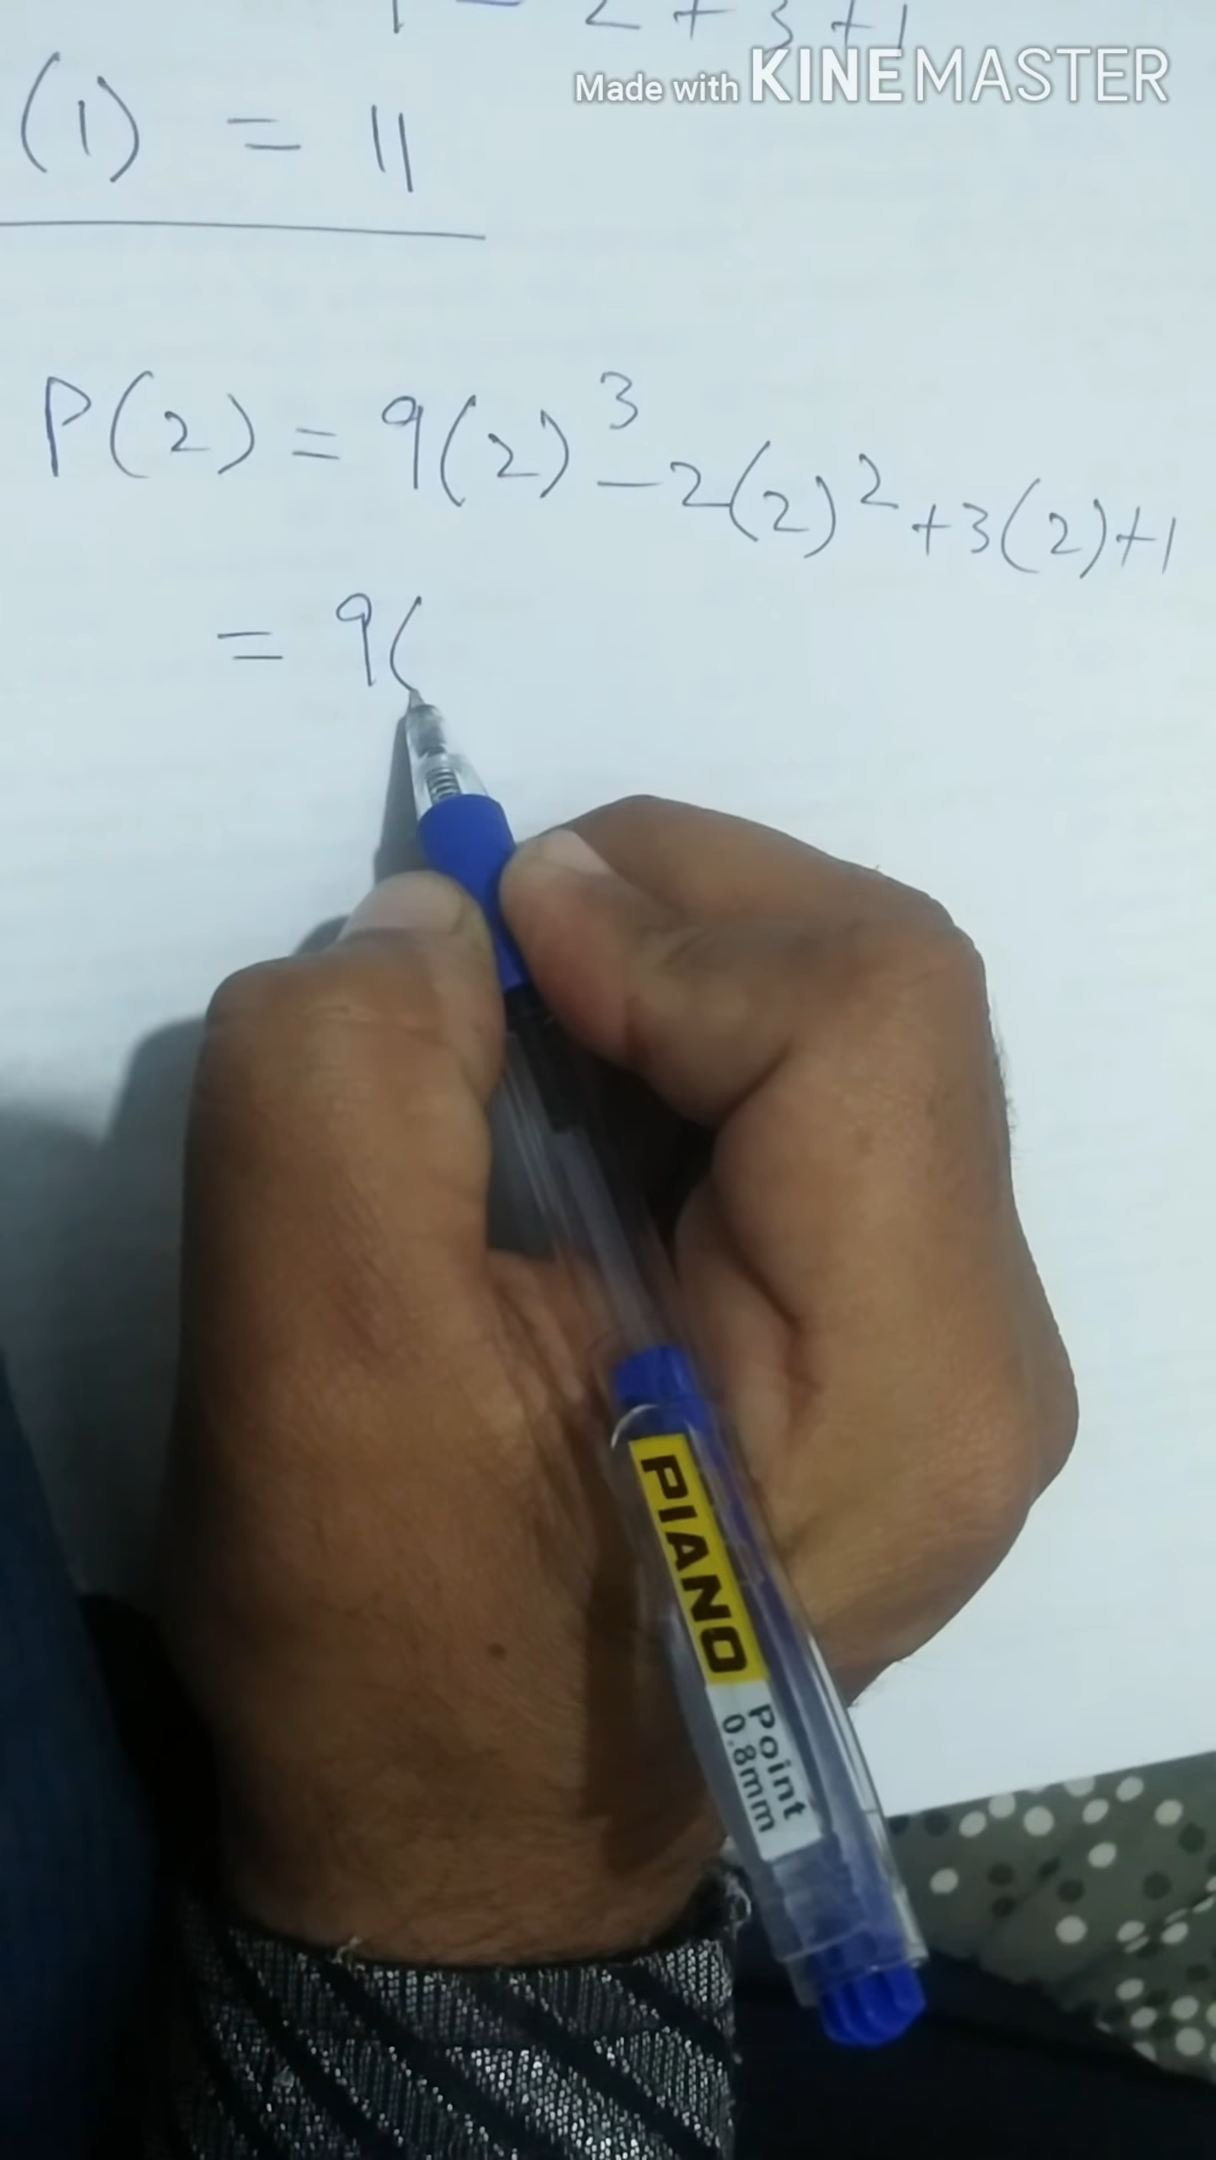 - 2 + 3 + 1
Made with KINEMASTER
(1) = 11
P(2) = 9(2)³ - 2(2)² + 3(2) + 1
= 9(
PIANO
Point
0.8mm